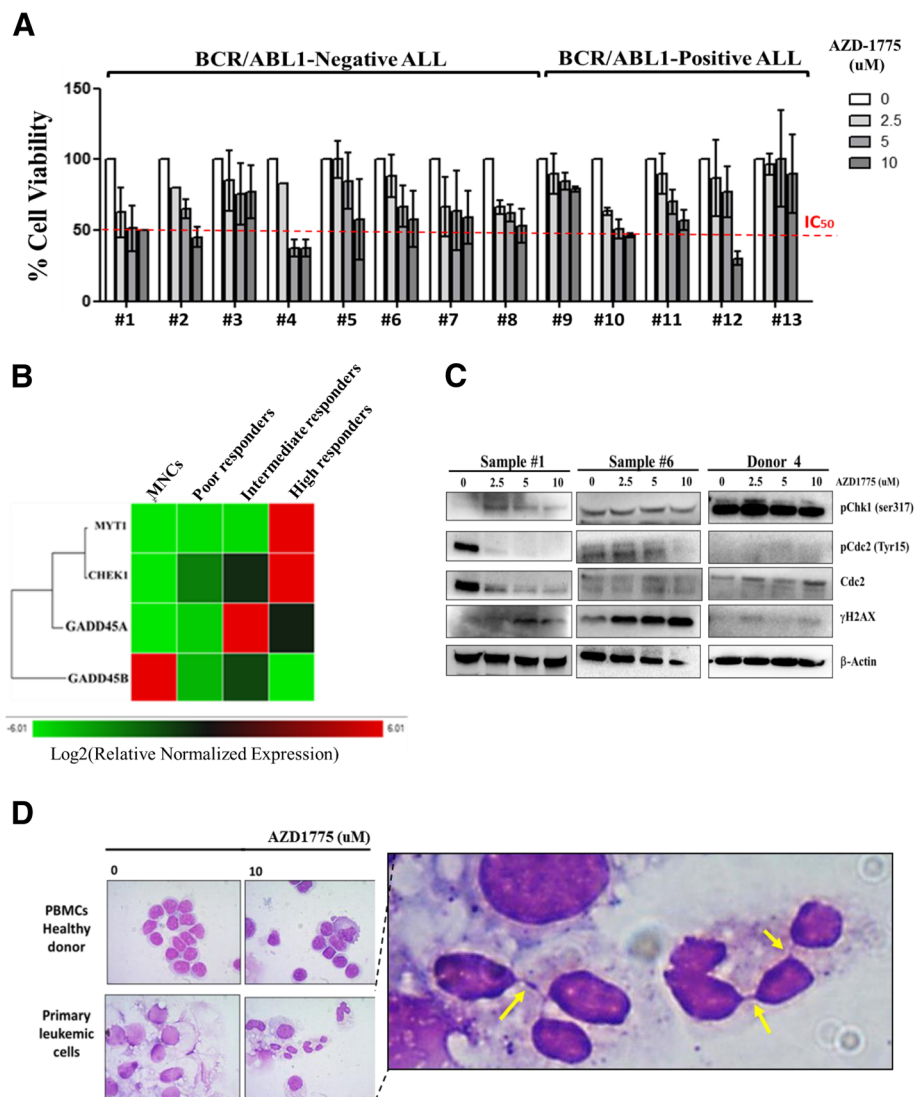 A
BCR/ABL1-Negative ALL
BCR/ABL1-Positive ALL
AZD-1775
(uM)
0
2.5
5
10
% Cell Viability
150
100
50
0
IC50
#1 #2 #3 #4 #5 #6 #7 #8 #9 #10 #11 #12 #13
B
MNCs
Poor responders
Intermediate responders
High responders
MYT1
CHEK1
GADD45A
GADD45B
-6.01 6.01
Log2(Relative Normalized Expression)
C
Sample #1 Sample #6 Donor 4
0 2.5 5 10 0 2.5 5 10 0 2.5 5 10 AZD1775 (uM)
pChk1 (ser317)
pCdc2 (Tyr15)
Cdc2
γH2AX
β-Actin
D
AZD1775 (uM)
0 10
PBMCs
Healthy
donor
Primary
leukemic
cells